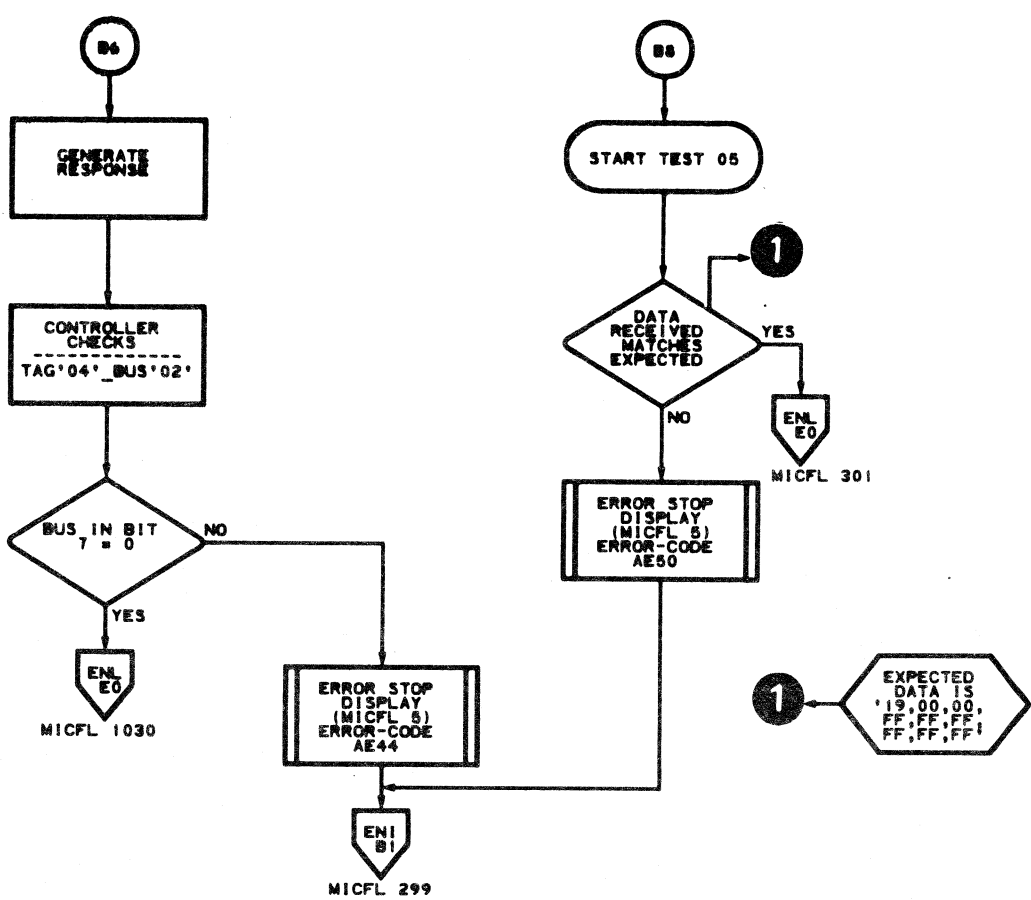 B6
GENERATE
RESPONSE
CONTROLLER
CHECKS
TAG'04'_BUS'02'
BUS IN BIT
7 = 0
NO
YES
ENL
E0
MICFL 1030
ERROR STOP
DISPLAY
(MICFL 5)
ERROR-CODE
AE44
ENI
B1
MICFL 299
B8
START TEST 05
1
DATA
RECEIVED
MATCHES
EXPECTED
YES
NO
ENL
E0
MICFL 301
ERROR STOP
DISPLAY
(MICFL 5)
ERROR-CODE
AE50
1
EXPECTED
DATA IS
'19,00,00,
FF,FF,FF,
FF,FF,FF'